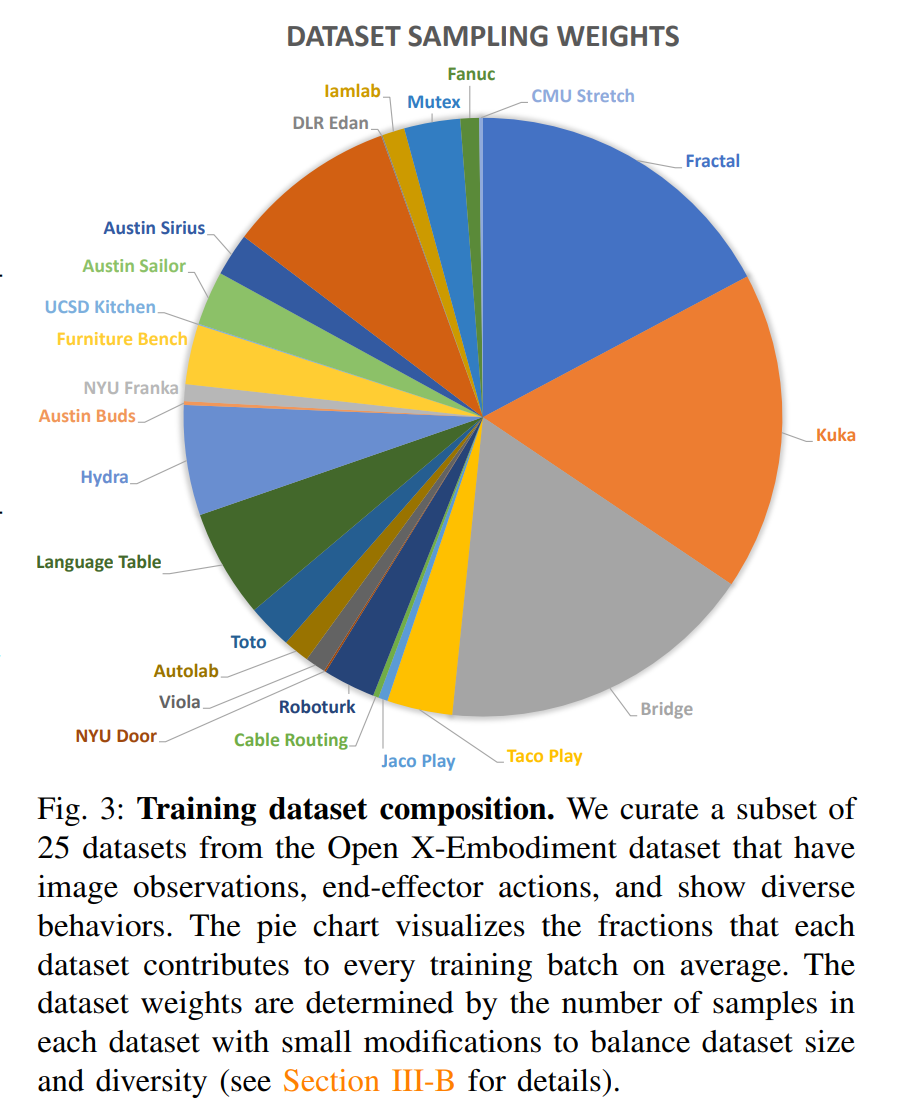 DATASET SAMPLING WEIGHTS
Fanuc
Iamlab
Mutex
CMU Stretch
DLR Edan
Fractal
Austin Sirius
Austin Sailor
UCSD Kitchen
Furniture Bench
NYU Franka
Austin Buds
Kuka
Hydra
Language Table
Toto
Autolab
Viola
Roboturk
Bridge
NYU Door
Cable Routing
Taco Play
Jaco Play
Fig. 3: Training dataset composition. We curate a subset of
25 datasets from the Open X-Embodiment dataset that have
image observations, end-effector actions, and show diverse
behaviors. The pie chart visualizes the fractions that each
dataset contributes to every training batch on average. The
dataset weights are determined by the number of samples in
each dataset with small modifications to balance dataset size
and diversity (see Section III-B for details).